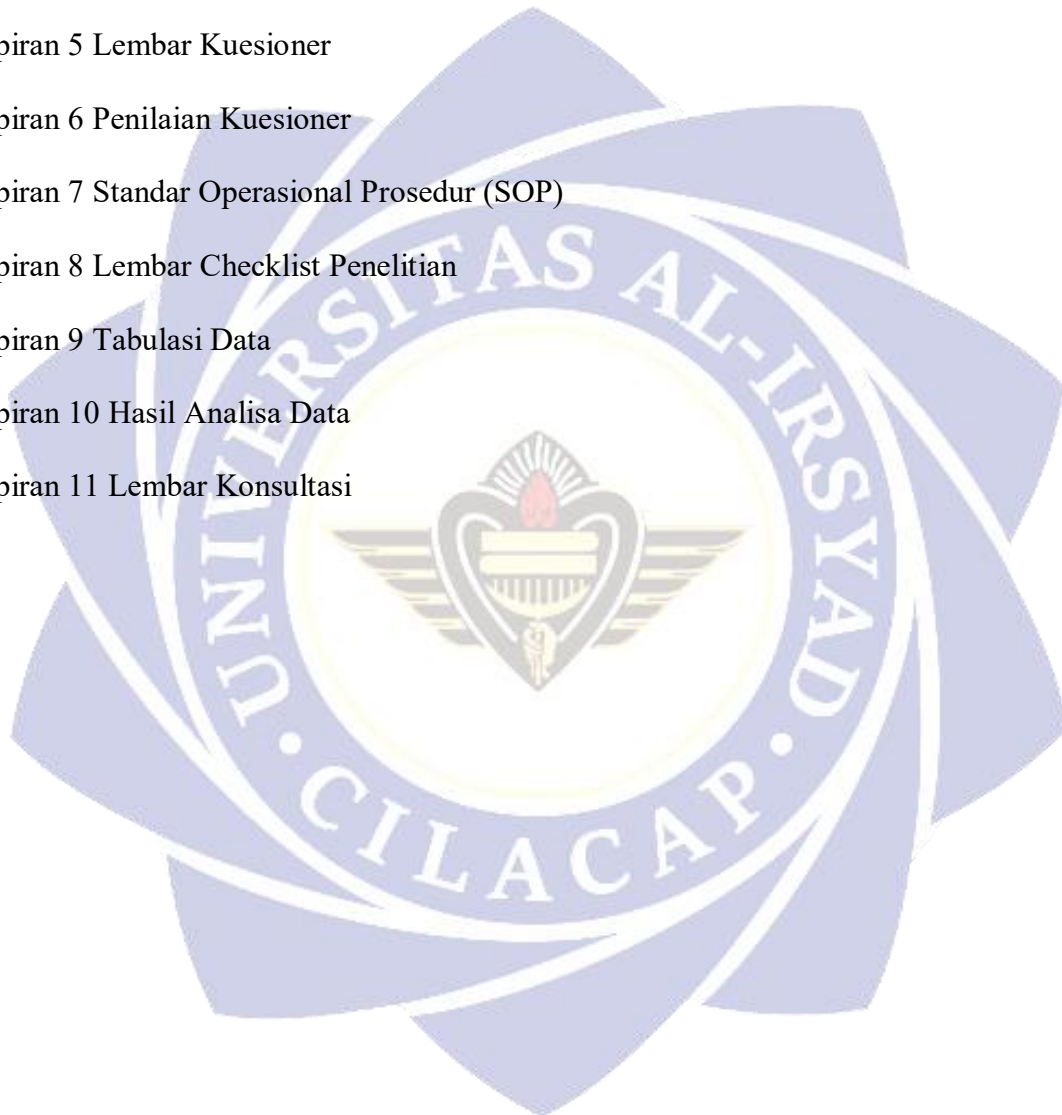 piran 5 Lembar Kuesioner
piran 6 Penilaian Kuesioner
piran 7 Standar Operasional Prosedur (SOP)
piran 8 Lembar Checklist Penelitian
piran 9 Tabulasi Data
piran 10 Hasil Analisa Data
piran 11 Lembar Konsultasi
UNIVERSITAS AL-IRSYAD
• CILACAP •